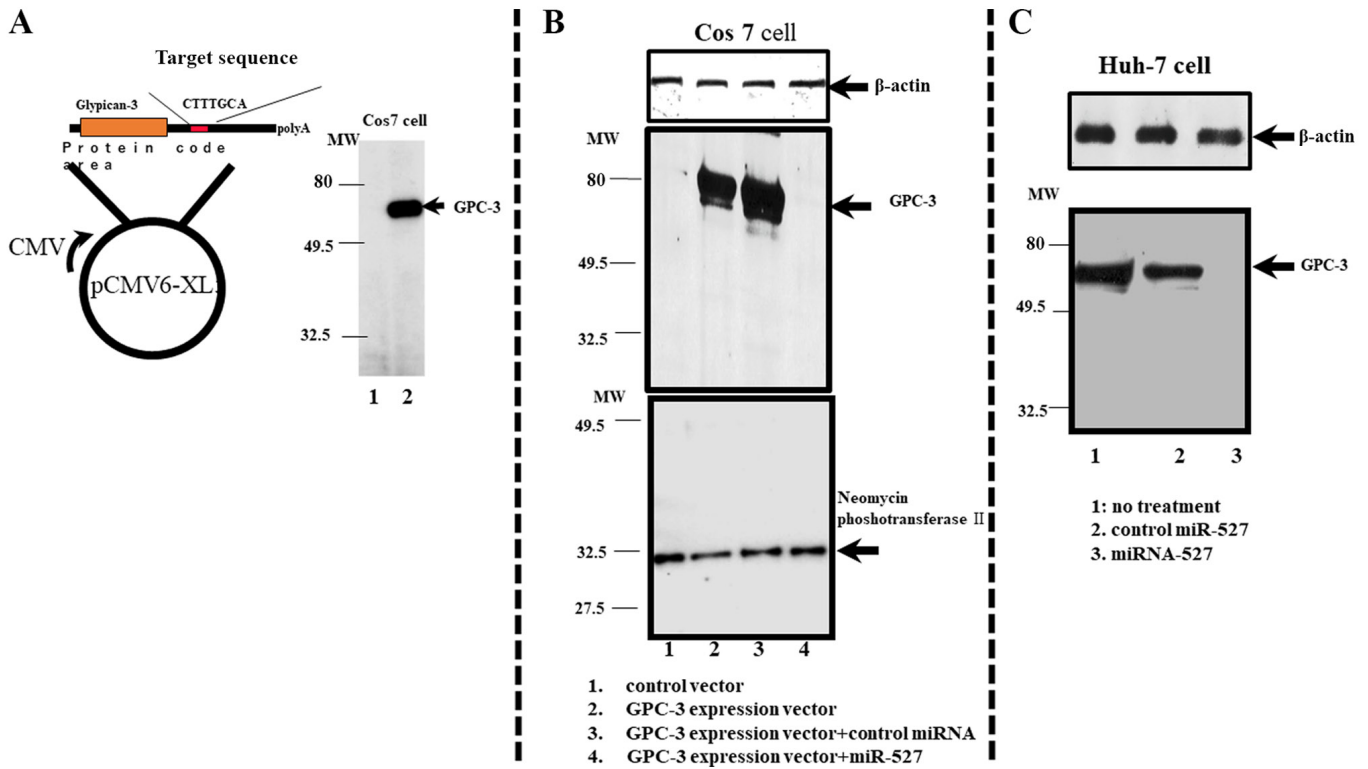 A
Target sequence
Glypican-3
CTTTGCA
polyA
Protein code
area
CMV
pCMV6-XL
Cos7 cell
MW
80
49.5
32.5
GPC-3
1 2
B
Cos 7 cell
β-actin
MW
80
49.5
32.5
GPC-3
MW
49.5
32.5
27.5
Neomycin
phoshotransferase Ⅱ
1 2 3 4
1. control vector
2. GPC-3 expression vector
3. GPC-3 expression vector+control miRNA
4. GPC-3 expression vector+miR-527
C
Huh-7 cell
β-actin
MW
80
49.5
32.5
GPC-3
1 2 3
1: no treatment
2. control miR-527
3. miRNA-527